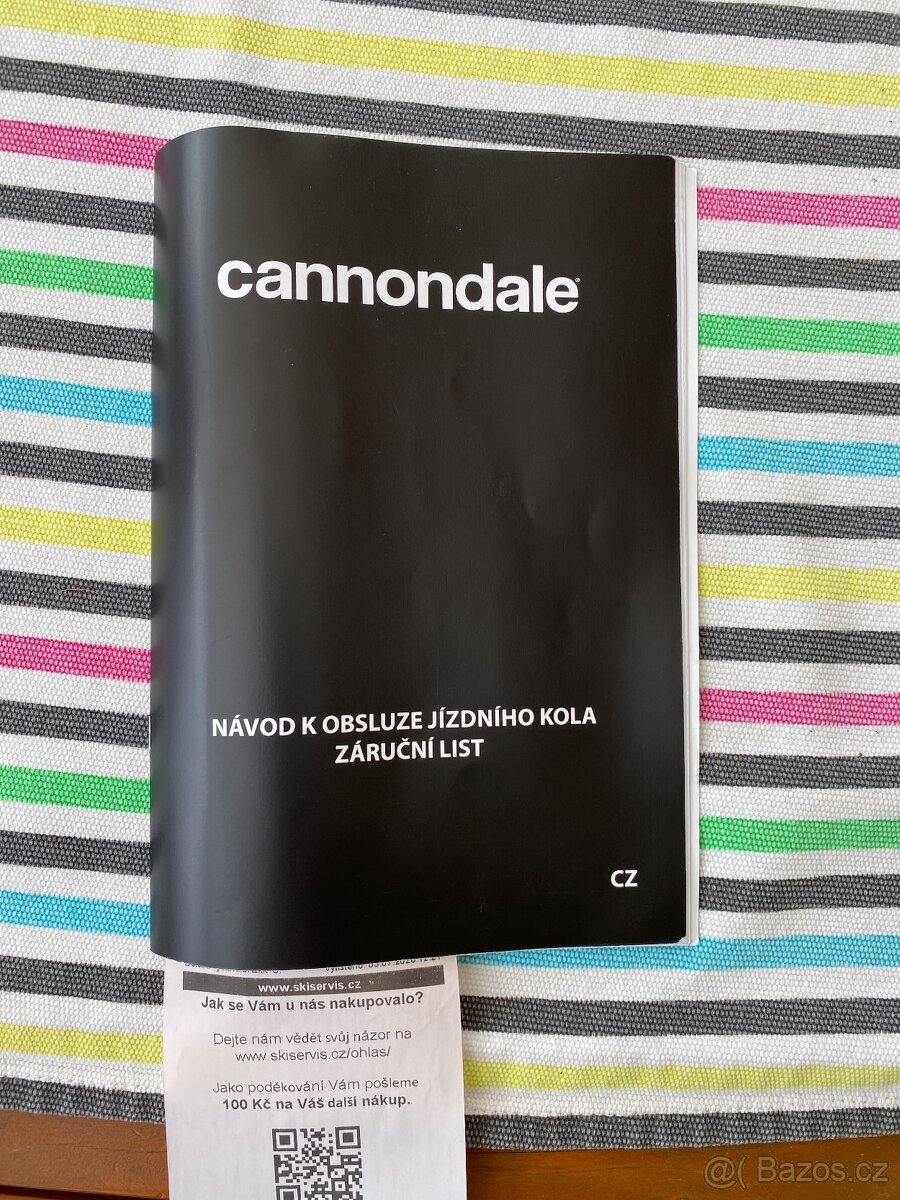 cannondale®
NÁVOD K OBSLUZE JÍZDNÍHO KOLA
ZÁRUČNÍ LIST
CZ
www.skiservis.cz
Jak se Vám u nás nakupovalo?
Dejte nám vědět svůj názor na
www.skiservis.cz/ohlas/
Jako poděkování Vám pošleme
100 Kč na Váš další nákup.
@( Bazos.cz